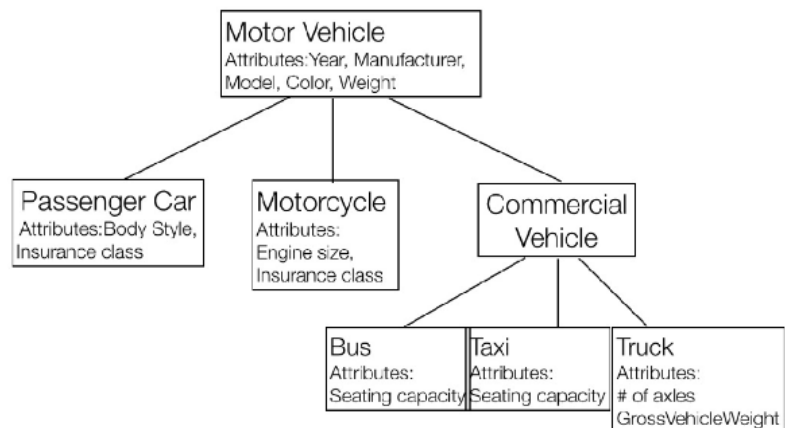 Motor Vehicle
Attributes:Year, Manufacturer,
Model, Color, Weight
Passenger Car
Attributes:Body Style,
Insurance class
Motorcycle
Attributes:
Engine size,
Insurance class
Commercial
Vehicle
Bus
Attributes:
Seating capacity
Taxi
Attributes:
Seating capacity
Truck
Attributes:
# of axles
GrossVehicleWeight